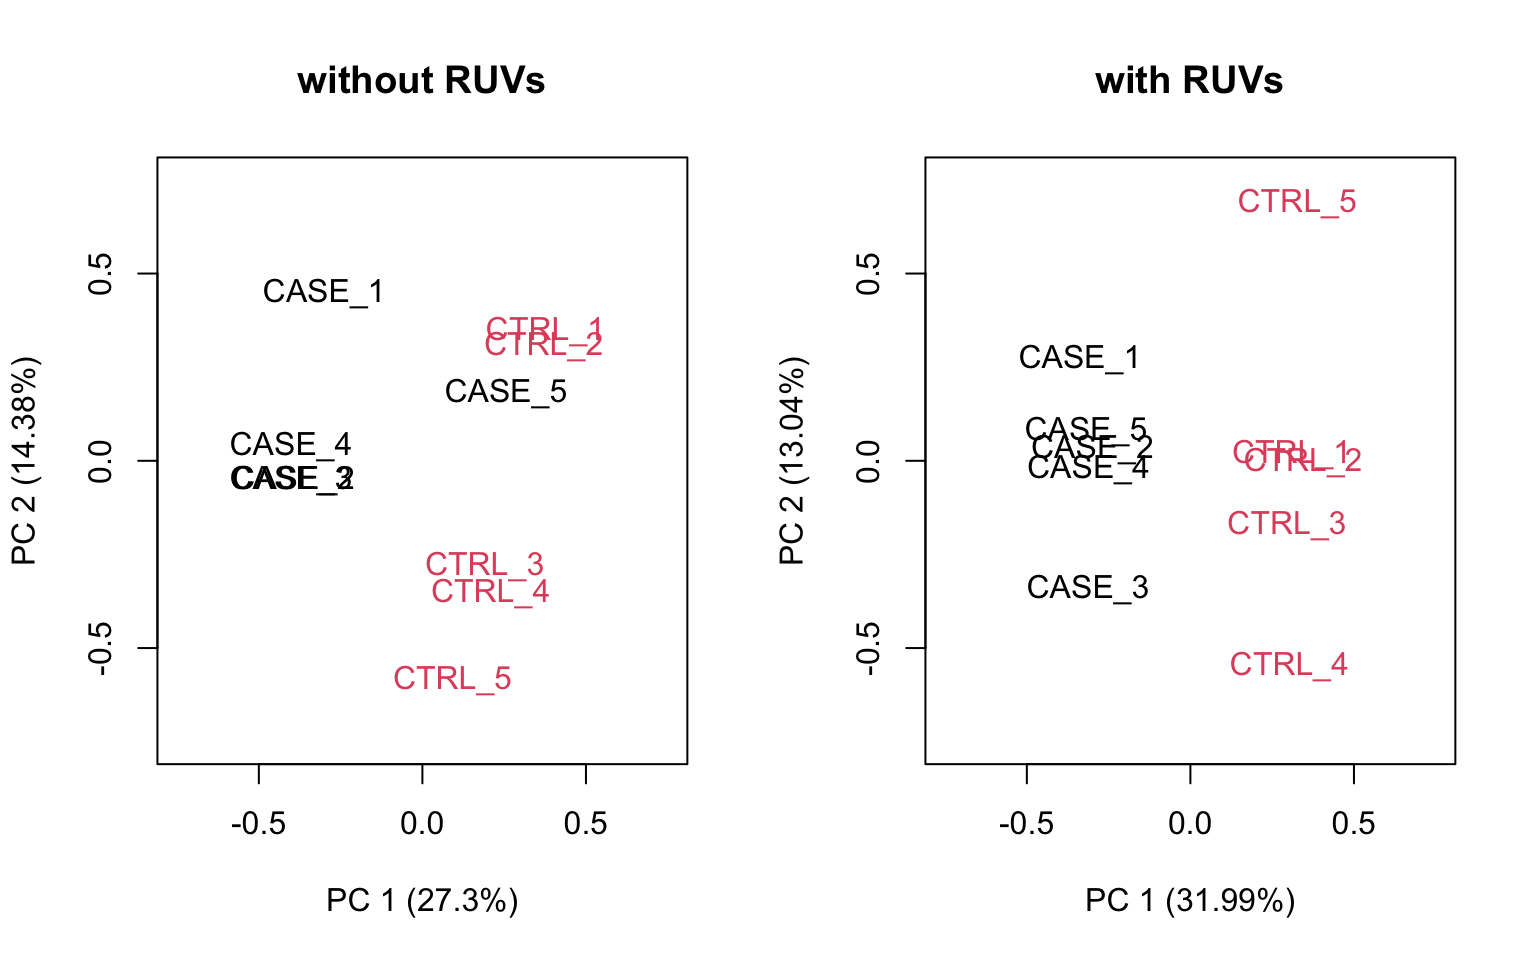 without RUVs
PC 2 (14.38%)
0.5
0.0
-0.5
CASE_1
CTRL_1
CTRL_2
CASE_5
CASE_4
CASE_3
CASE_2
CTRL_3
CTRL_4
CTRL_5
-0.5 0.0 0.5
PC 1 (27.3%)
with RUVs
PC 2 (13.04%)
0.5
0.0
-0.5
CTRL_5
CASE_1
CASE_5
CASE_2
CTRL_1
CTRL_2
CASE_4
CTRL_3
CASE_3
CTRL_4
-0.5 0.0 0.5
PC 1 (31.99%)